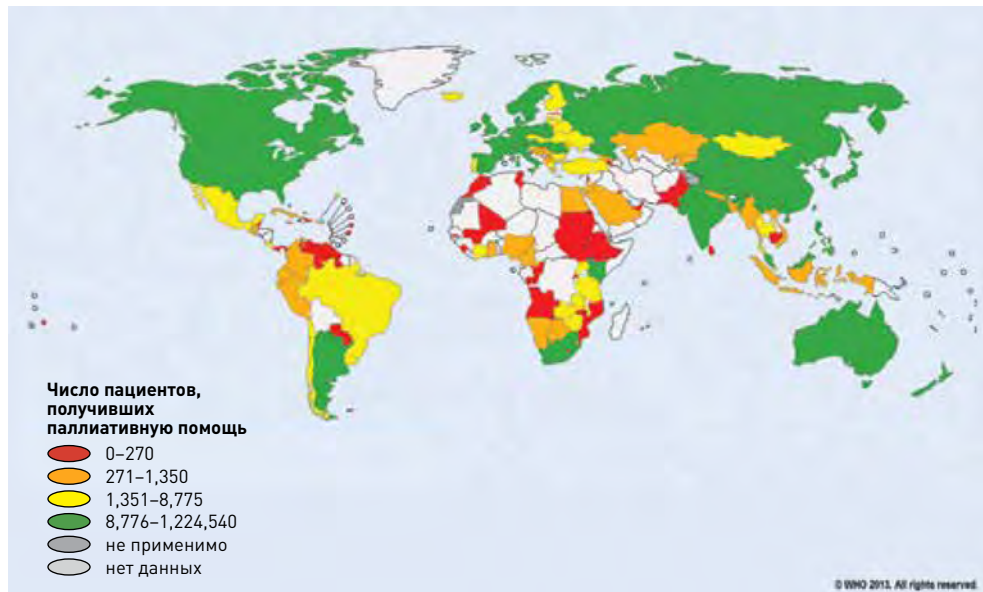 Число пациентов,
получивших
паллиативную помощь
0–270
271–1,350
1,351–8,775
8,776–1,224,540
не применимо
нет данных
© WHO 2013. All rights reserved.